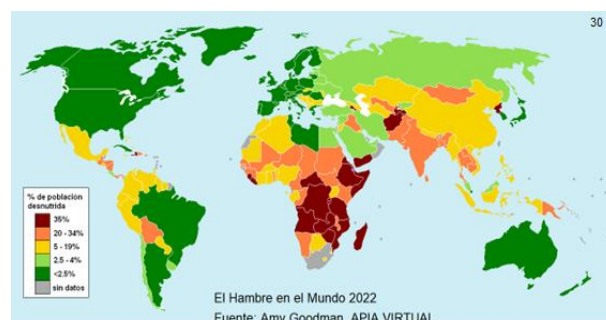 30
% de población
desnutrida
35%
20 - 34%
5 - 19%
2.5 - 4%
<2.5%
sin datos
El Hambre en el Mundo 2022
Fuente: Amy Goodman. APIA VIRTUAL